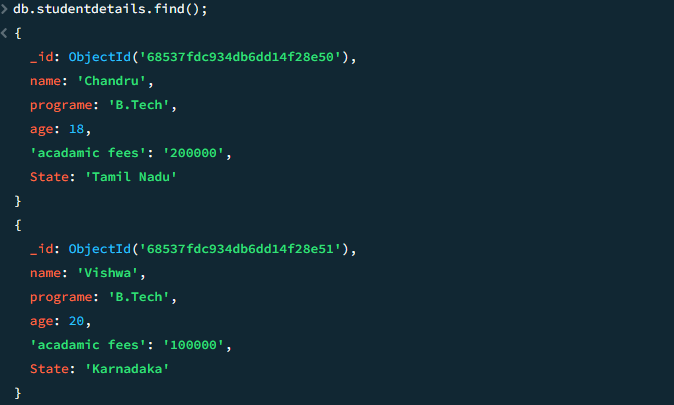 > db.studentdetails.find();
< {
_id: ObjectId('68537fdc934db6dd14f28e50'),
name: 'Chandru',
programe: 'B.Tech',
age: 18,
'acadamic fees': '200000',
State: 'Tamil Nadu'
}
{
_id: ObjectId('68537fdc934db6dd14f28e51'),
name: 'Vishwa',
programe: 'B.Tech',
age: 20,
'acadamic fees': '100000',
State: 'Karnadaka'
}